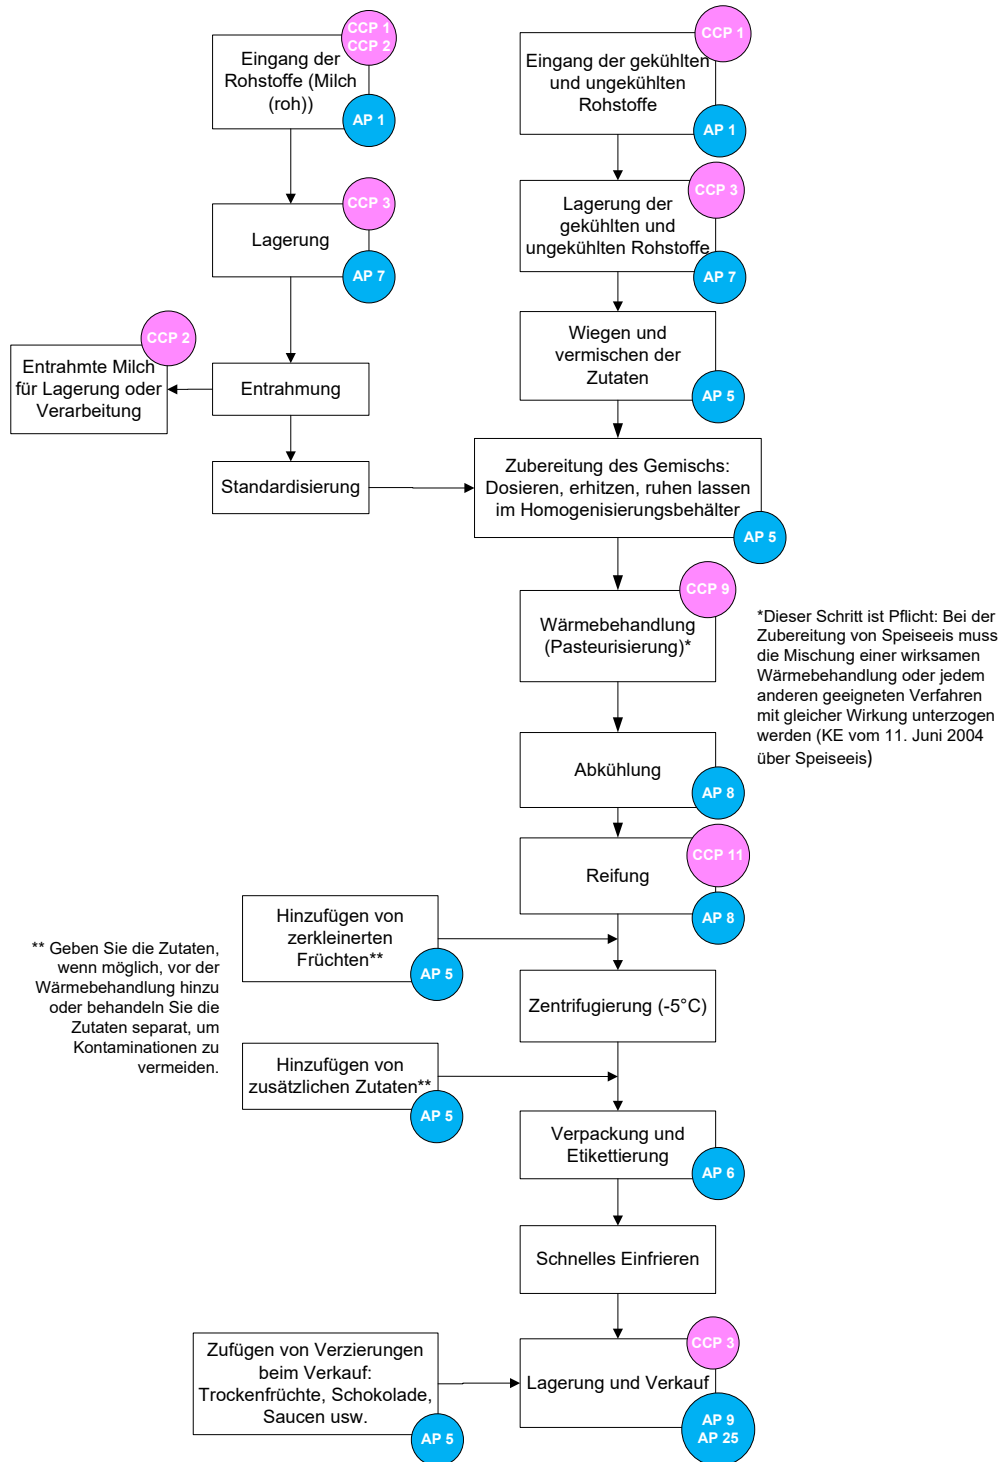 CCP 1
CCP 2
Eingang der
Rohstoffe (Milch
(roh))
AP 1
CCP 1
Eingang der gekühlten
und ungekühlten
Rohstoffe
AP 1
CCP 3
Lagerung
AP 7
CCP 3
Lagerung der
gekühlten und
ungekühlten Rohstoffe
AP 7
CCP 2
Entrahmte Milch
für Lagerung oder
Verarbeitung
Entrahmung
Wiegen und
vermischen der
Zutaten
AP 5
Standardisierung
Zubereitung des Gemischs:
Dosieren, erhitzen, ruhen lassen
im Homogenisierungsbehälter
AP 5
CCP 9
Wärmebehandlung
(Pasteurisierung)*
*Dieser Schritt ist Pflicht: Bei der
Zubereitung von Speiseeis muss
die Mischung einer wirksamen
Wärmebehandlung oder jedem
anderen geeigneten Verfahren
mit gleicher Wirkung unterzogen
werden (KE vom 11. Juni 2004
über Speiseeis)
Abkühlung
AP 8
CCP 11
Reifung
AP 8
Hinzufügen von
zerkleinerten
Früchten**
AP 5
** Geben Sie die Zutaten,
wenn möglich, vor der
Wärmebehandlung hinzu
oder behandeln Sie die
Zutaten separat, um
Kontaminationen zu
vermeiden.
Zentrifugierung (-5°C)
Hinzufügen von
zusätzlichen Zutaten**
AP 5
Verpackung und
Etikettierung
AP 6
Schnelles Einfrieren
Zufügen von Verzierungen
beim Verkauf:
Trockenfrüchte, Schokolade,
Saucen usw.
AP 5
CCP 3
Lagerung und Verkauf
AP 9
AP 25